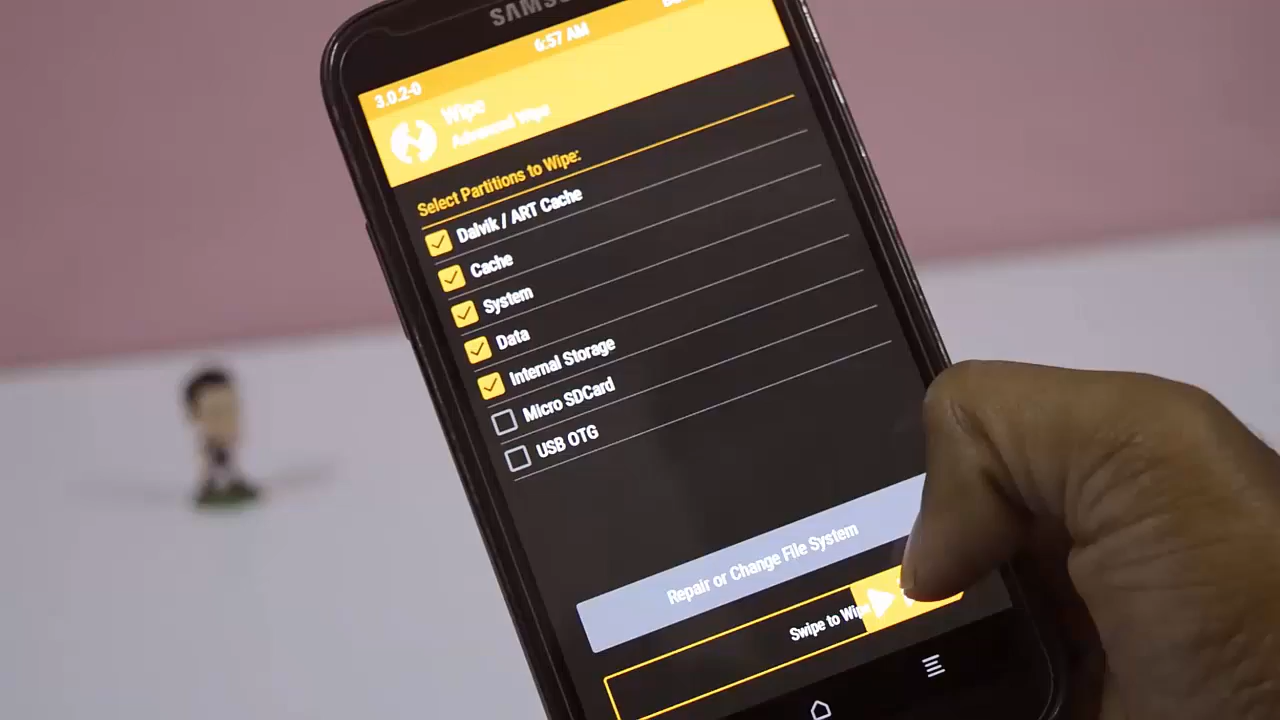 SAMSUNG
6:57 AM
3.0.2-0
Wipe
Advanced Wipe
Select Partitions to Wipe:
Dalvik / ART Cache
Cache
System
Data
Internal Storage
Micro SDCard
USB OTG
Repair or Change File System
Swipe to Wipe